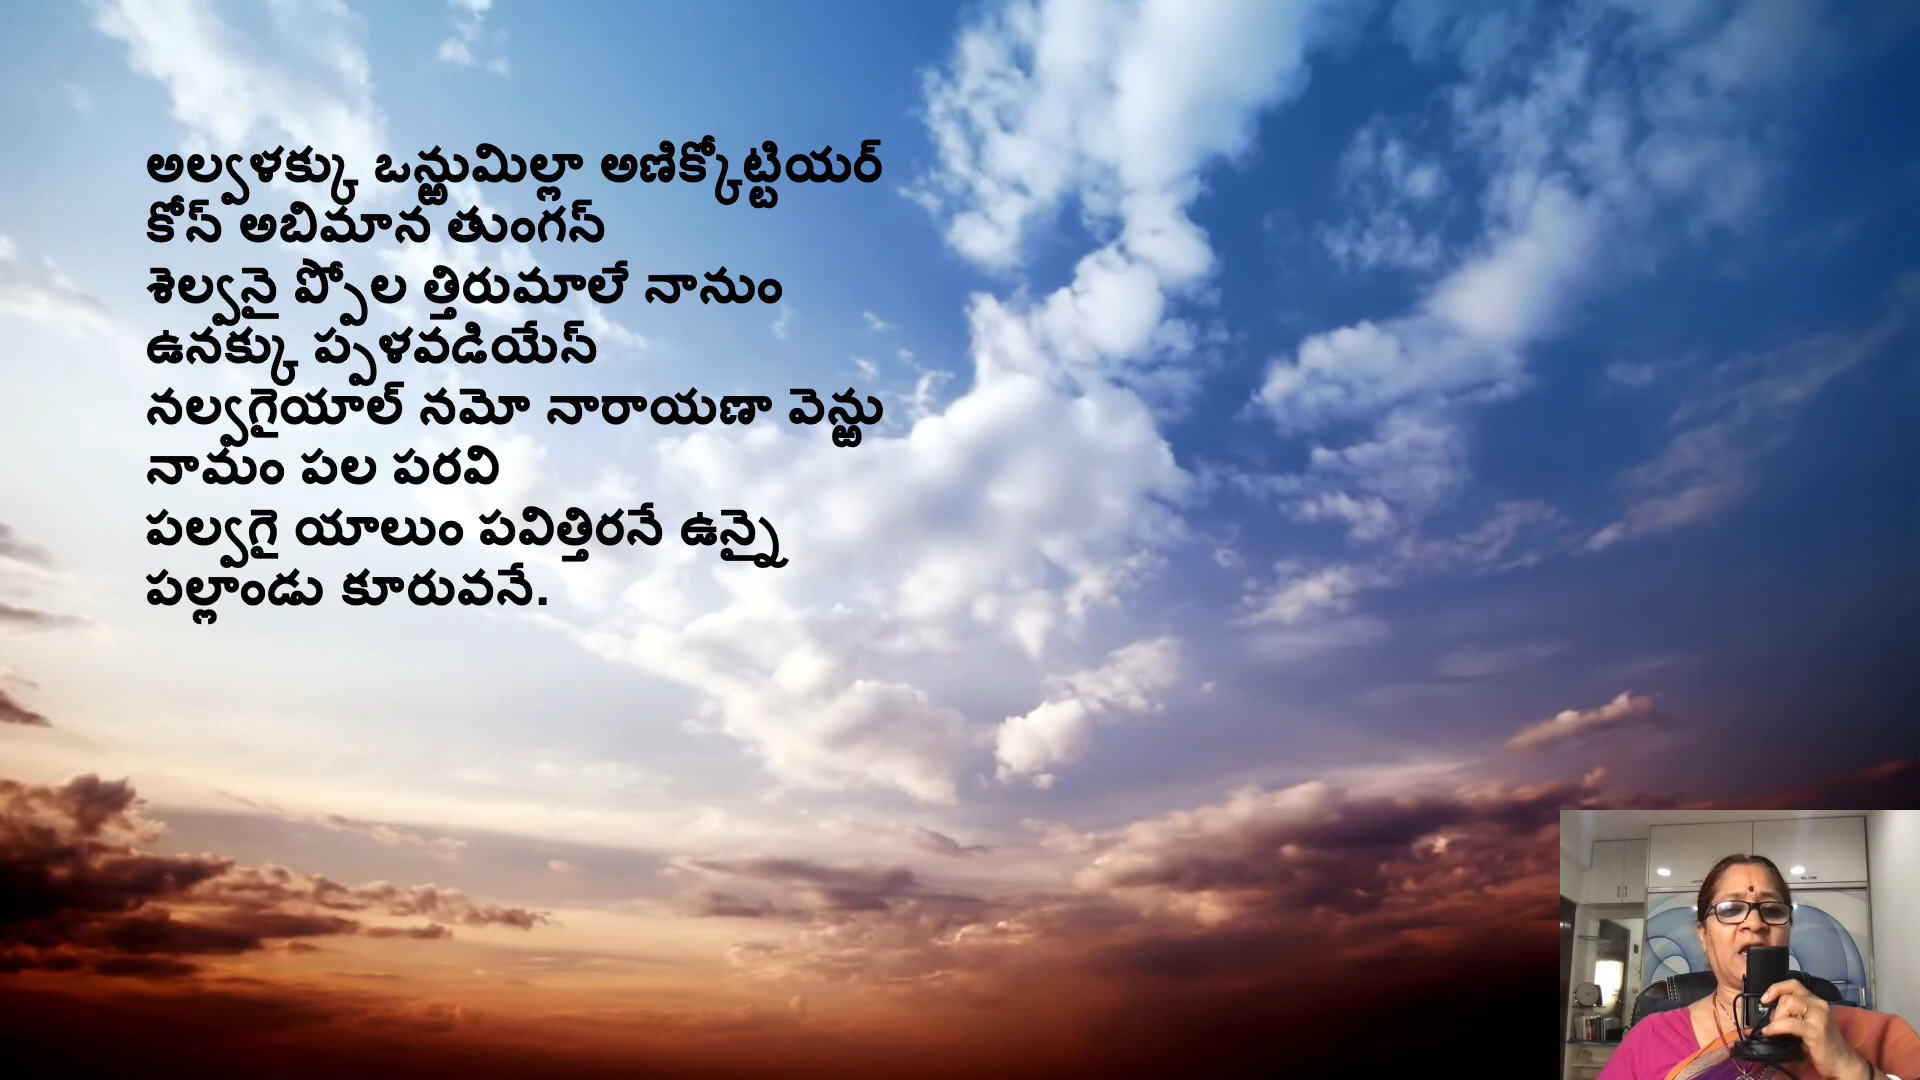 అల్వళక్కు ఒన్ఱుమిల్లా అణిక్కోట్టియర్
కోన్ అబిమాన తుంగన్
శెల్వనై ప్పోల త్తిరుమాలే నానుం
ఉనక్కు ప్పళవడియేన్
నల్వగైయాల్ నమో నారాయణా వెన్ఱు
నామం పల పరవి
పల్వగై యాలుం పవిత్తిరనే ఉన్నై
పల్లాండు కూరువనే.